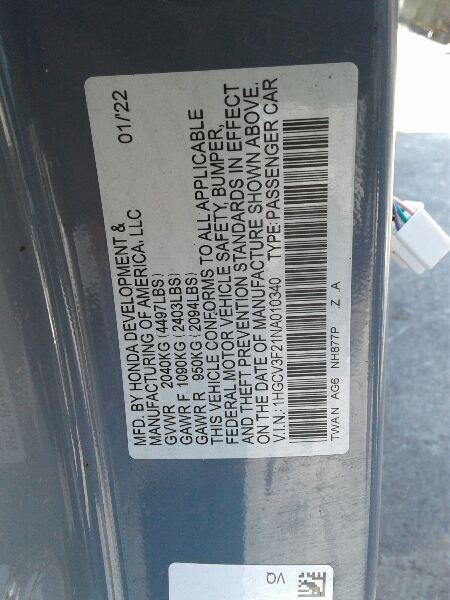 MFD. BY HONDA DEVELOPMENT &
MANUFACTURING OF AMERICA, LLC 01/'22
GVWR 2040KG(4497LBS)
GAWR F 1090KG(2403LBS)
GAWR R 950KG(2094LBS)
THIS VEHICLE CONFORMS TO ALL APPLICABLE
FEDERAL MOTOR VEHICLE SAFETY, BUMPER,
AND THEFT PREVENTION STANDARDS IN EFFECT
ON THE DATE OF MANUFACTURE SHOWN ABOVE.
V.I.N.:1HGCV3F21NA010340 TYPE:PASSENGER CAR
TWAN AG6 NH877P Z A
VQ